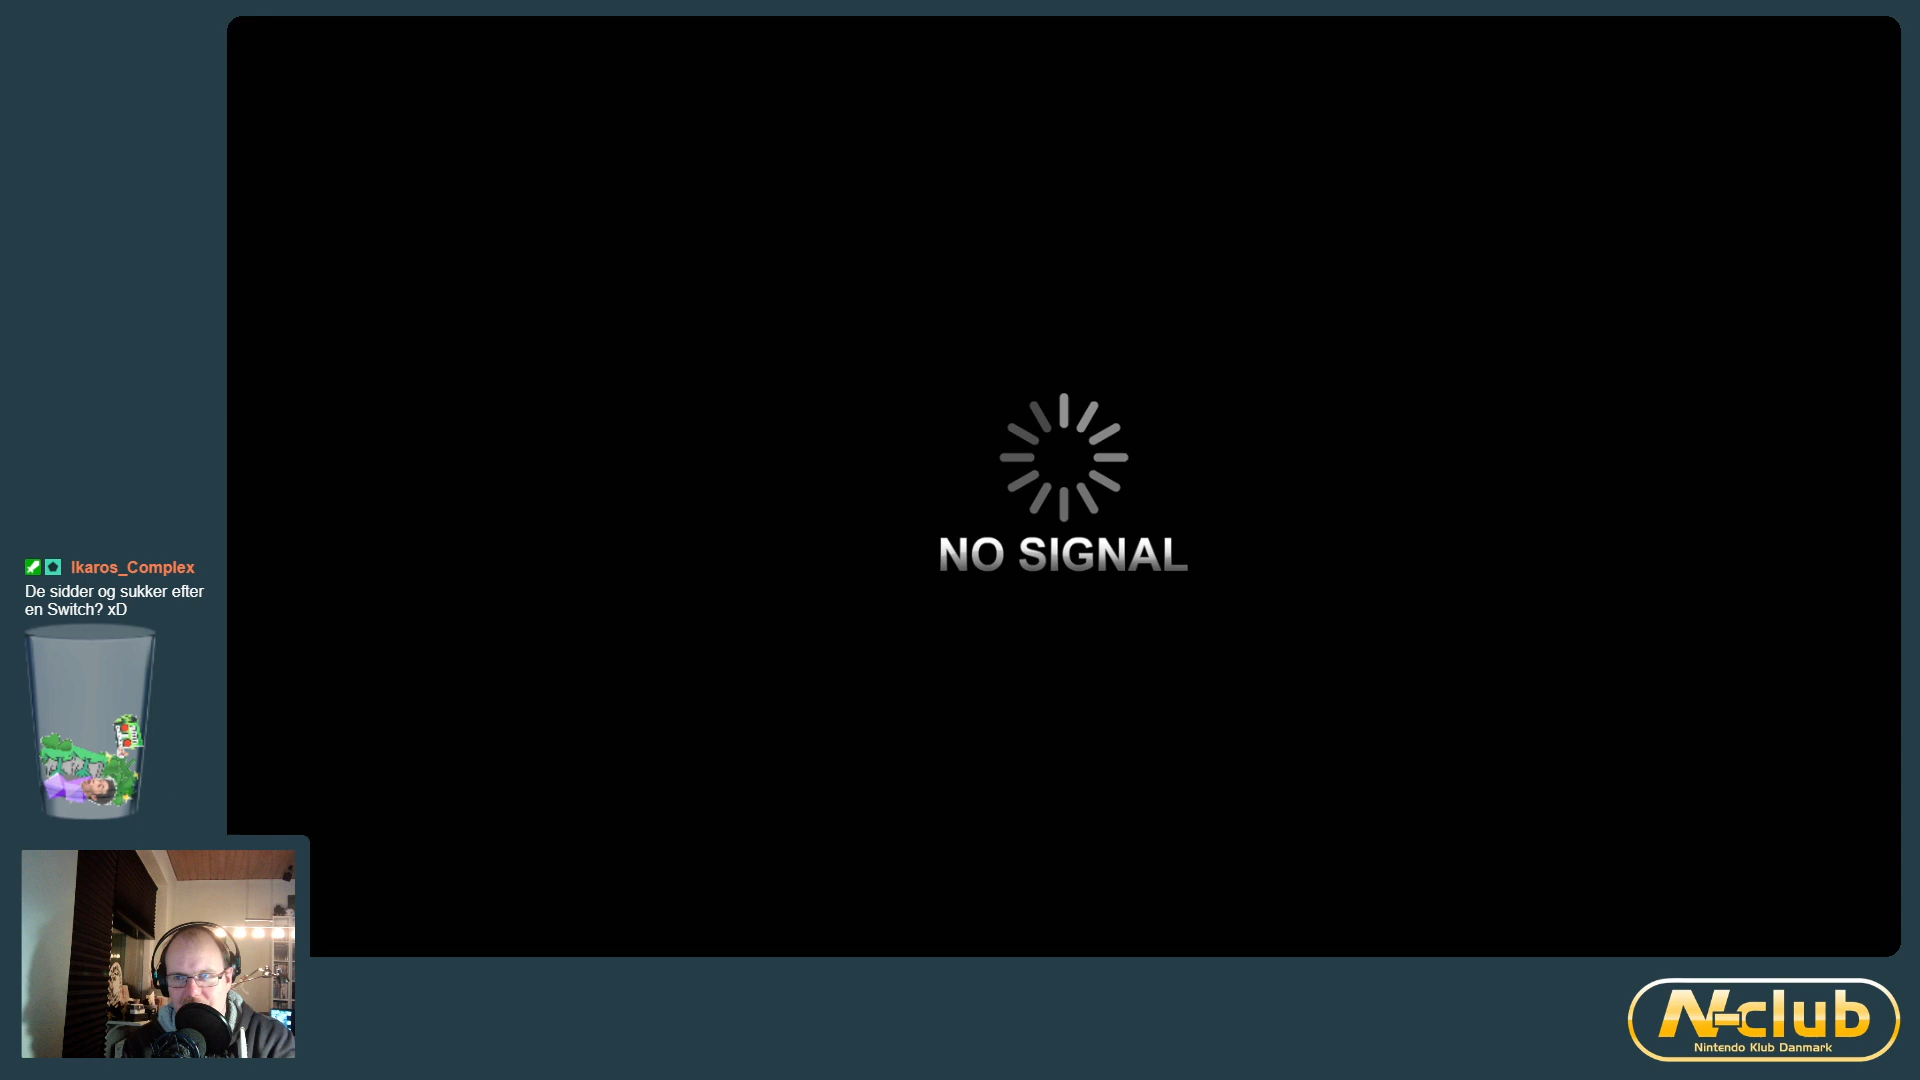 NO SIGNAL
Ikaros_Complex
De sidder og sukker efter
en Switch? xD
N-club
Nintendo Klub Danmark